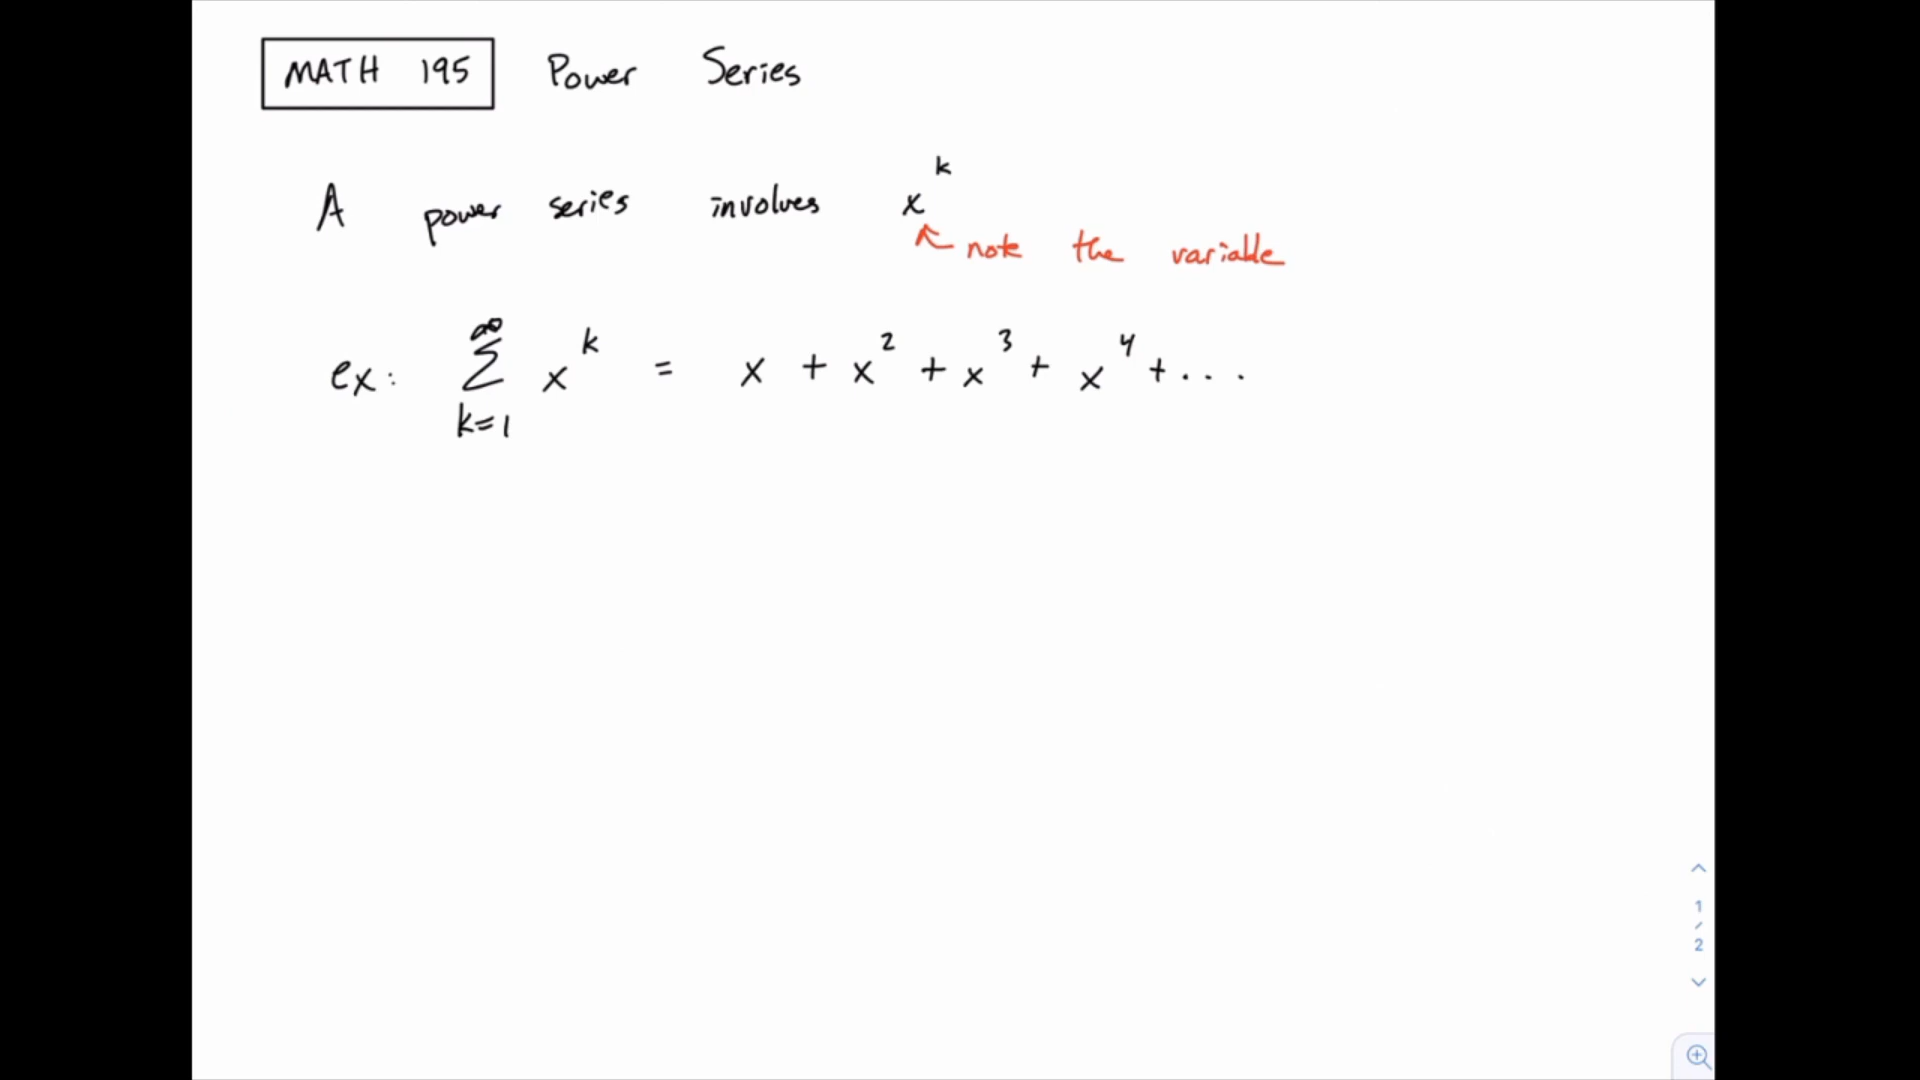 MATH 195 Power Series
A power series involves x^k
note the variable
ex: ∑_{k=1}^{∞} x^k = x + x^2 + x^3 + x^4 + ...
1
/
2